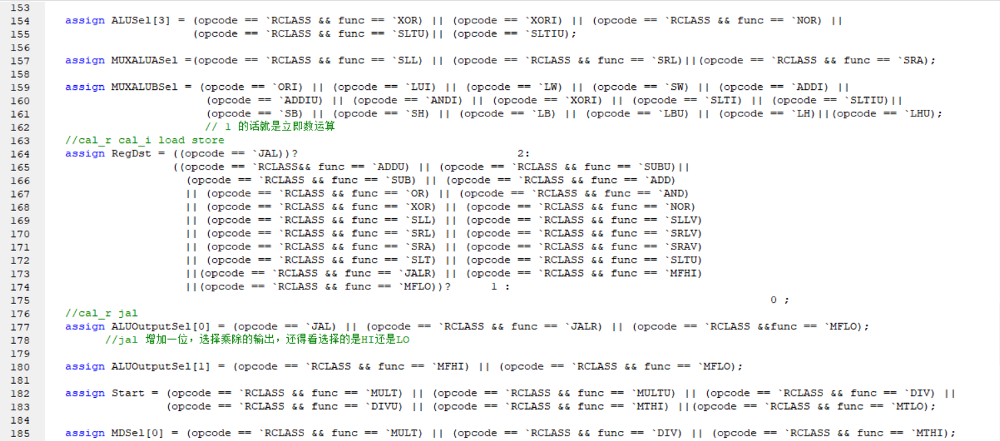 153
154 assign ALUSel[3] = (opcode == `RCLASS && func == `XOR) || (opcode == `XORI) || (opcode == `RCLASS && func == `NOR) ||
155 (opcode == `RCLASS && func == `SLTU)|| (opcode == `SLTIU);
156
157 assign MUXALUASel =(opcode == `RCLASS && func == `SLL) || (opcode == `RCLASS && func == `SRL)||(opcode == `RCLASS && func == `SRA);
158
159 assign MUXALUBSel = (opcode == `ORI) || (opcode == `LUI) || (opcode == `LW) || (opcode == `SW) || (opcode == `ADDI) ||
160 (opcode == `ADDIU) || (opcode == `ANDI) || (opcode == `XORI) || (opcode == `SLTI) || (opcode == `SLTIU)||
161 (opcode == `SB) || (opcode == `SH) || (opcode == `LB) || (opcode == `LBU) || (opcode == `LH)||(opcode == `LHU);
162 // 1 的话就是立即数运算
163 //cal_r cal_i load store
164 assign RegDst = ((opcode == `JAL))? 2:
165 ((opcode == `RCLASS&& func == `ADDU) || (opcode == `RCLASS && func == `SUBU)||
166 (opcode == `RCLASS && func == `SUB) || (opcode == `RCLASS && func == `ADD)
167 || (opcode == `RCLASS && func == `OR) || (opcode == `RCLASS && func == `AND)
168 || (opcode == `RCLASS && func == `XOR) || (opcode == `RCLASS && func == `NOR)
169 || (opcode == `RCLASS && func == `SLL) || (opcode == `RCLASS && func == `SLLV)
170 || (opcode == `RCLASS && func == `SRL) || (opcode == `RCLASS && func == `SRLV)
171 || (opcode == `RCLASS && func == `SRA) || (opcode == `RCLASS && func == `SRAV)
172 || (opcode == `RCLASS && func == `SLT) || (opcode == `RCLASS && func == `SLTU)
173 ||(opcode == `RCLASS && func == `JALR) || (opcode == `RCLASS && func == `MFHI)
174 ||(opcode == `RCLASS && func == `MFLO))? 1 :
175 0 ;
176 //cal_r jal
177 assign ALUOutputSel[0] = (opcode == `JAL) || (opcode == `RCLASS && func == `JALR) || (opcode == `RCLASS &&func == `MFLO);
178 //jal 增加一位，选择乘除的输出，还得看选择的是HI还是LO
179
180 assign ALUOutputSel[1] = (opcode == `RCLASS && func == `MFHI) || (opcode == `RCLASS && func == `MFLO);
181
182 assign Start = (opcode == `RCLASS && func == `MULT) || (opcode == `RCLASS && func == `MULTU) || (opcode == `RCLASS && func == `DIV) ||
183 (opcode == `RCLASS && func == `DIVU) || (opcode == `RCLASS && func == `MTHI) ||(opcode == `RCLASS && func == `MTLO);
184
185 assign MDSel[0] = (opcode == `RCLASS && func == `MULT) || (opcode == `RCLASS && func == `DIV) || (opcode == `RCLASS && func == `MTHI);